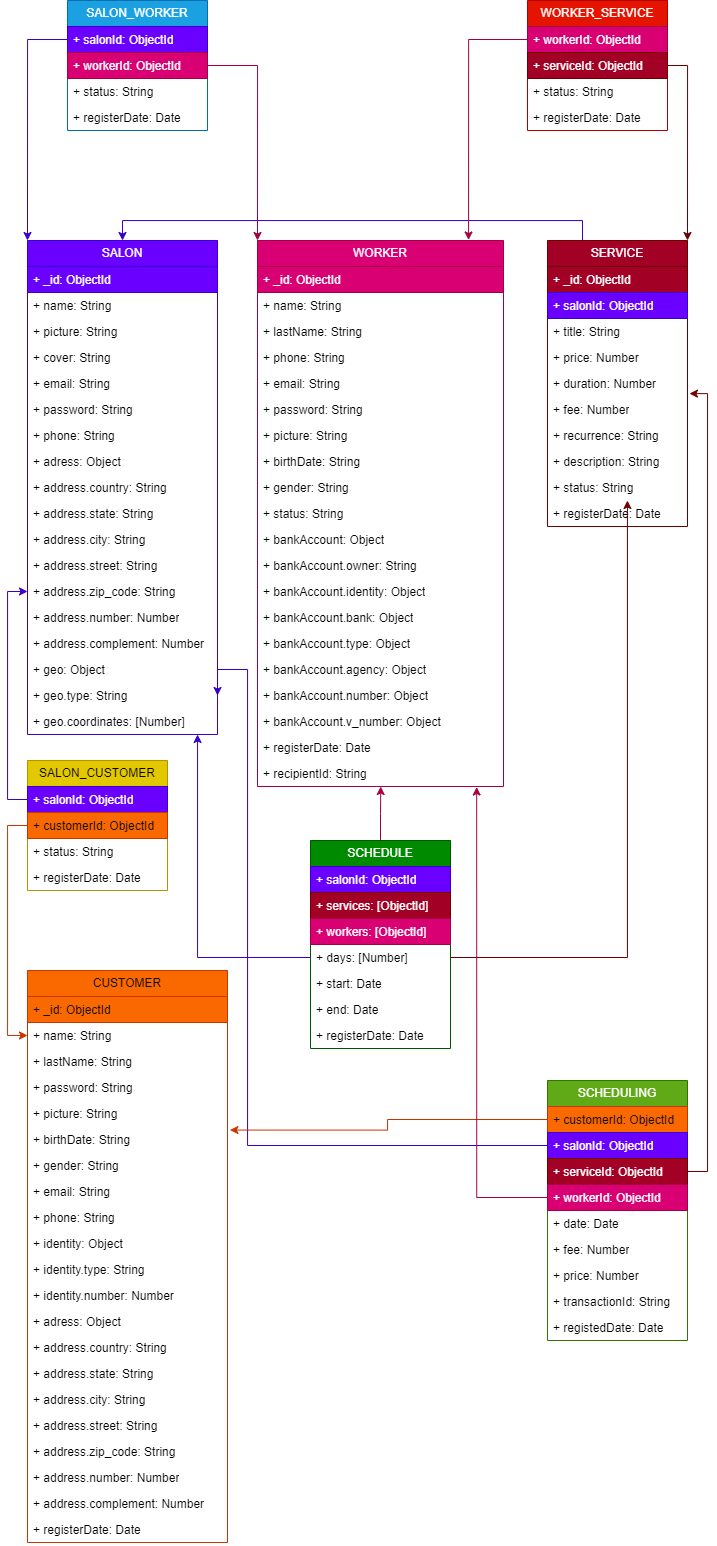 SALON_WORKER
+ salonId: ObjectId
+ workerId: ObjectId
+ status: String
+ registerDate: Date
WORKER_SERVICE
+ workerId: ObjectId
+ serviceId: ObjectId
+ status: String
+ registerDate: Date
SALON
+ _id: ObjectId
+ name: String
+ picture: String
+ cover: String
+ email: String
+ password: String
+ phone: String
+ adress: Object
+ address.country: String
+ address.state: String
+ address.city: String
+ address.street: String
+ address.zip_code: String
+ address.number: Number
+ address.complement: Number
+ geo: Object
+ geo.type: String
+ geo.coordinates: [Number]
WORKER
+ _id: ObjectId
+ name: String
+ lastName: String
+ phone: String
+ email: String
+ password: String
+ picture: String
+ birthDate: String
+ gender: String
+ status: String
+ bankAccount: Object
+ bankAccount.owner: String
+ bankAccount.identity: Object
+ bankAccount.bank: Object
+ bankAccount.type: Object
+ bankAccount.agency: Object
+ bankAccount.number: Object
+ bankAccount.v_number: Object
+ registerDate: Date
+ recipientId: String
SERVICE
+ _id: ObjectId
+ salonId: ObjectId
+ title: String
+ price: Number
+ duration: Number
+ fee: Number
+ recurrence: String
+ description: String
+ status: String
+ registerDate: Date
SALON_CUSTOMER
+ salonId: ObjectId
+ customerId: ObjectId
+ status: String
+ registerDate: Date
SCHEDULE
+ salonId: ObjectId
+ services: [ObjectId]
+ workers: [ObjectId]
+ days: [Number]
+ start: Date
+ end: Date
+ registerDate: Date
CUSTOMER
+ _id: ObjectId
+ name: String
+ lastName: String
+ password: String
+ picture: String
+ birthDate: String
+ gender: String
+ email: String
+ phone: String
+ identity: Object
+ identity.type: String
+ identity.number: Number
+ adress: Object
+ address.country: String
+ address.state: String
+ address.city: String
+ address.street: String
+ address.zip_code: String
+ address.number: Number
+ address.complement: Number
+ registerDate: Date
SCHEDULING
+ customerId: ObjectId
+ salonId: ObjectId
+ serviceId: ObjectId
+ workerId: ObjectId
+ date: Date
+ fee: Number
+ price: Number
+ transactionId: String
+ registedDate: Date